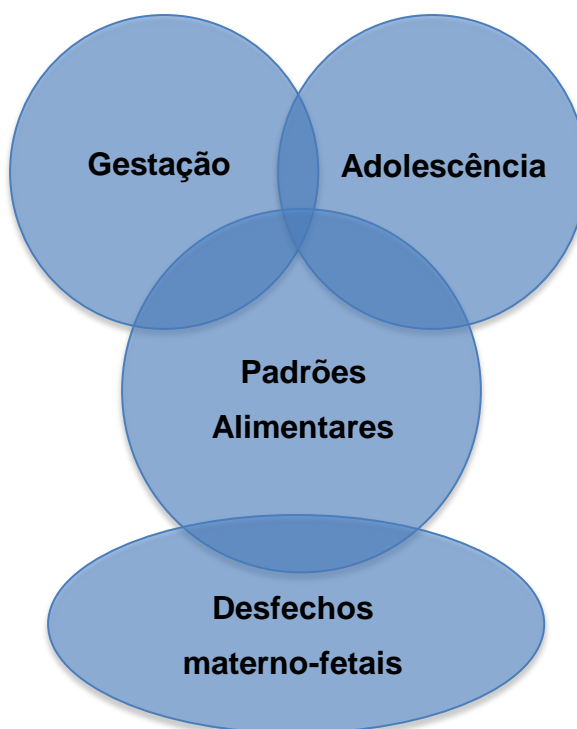 Gestação
Adolescência
Padrões
Alimentares
Desfechos
materno-fetais